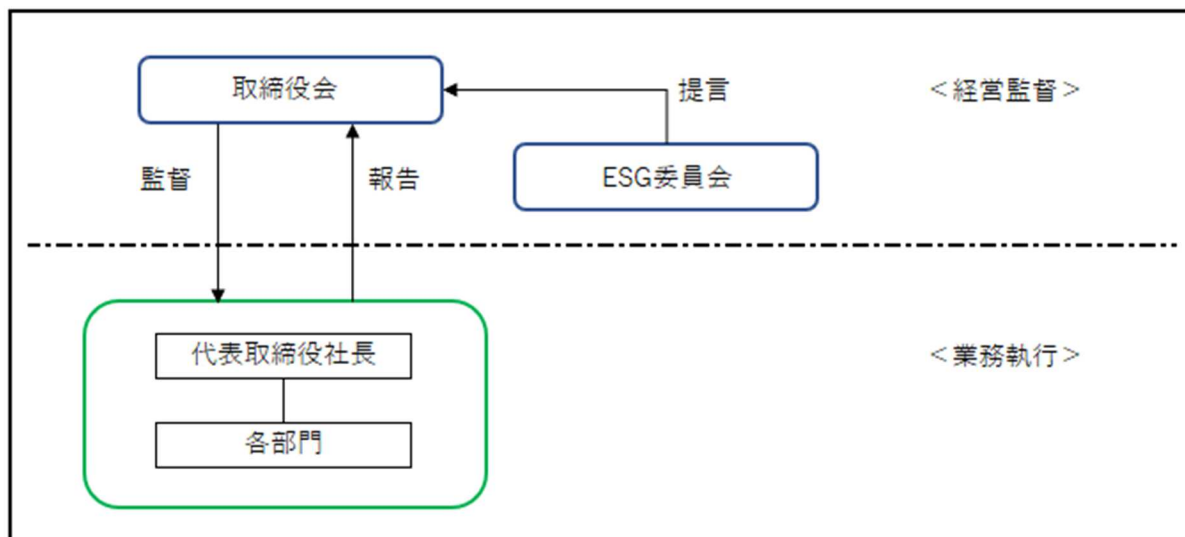 取締役会
提言
＜経営監督＞
ESG委員会
監督
報告
代表取締役社長
＜業務執行＞
各部門